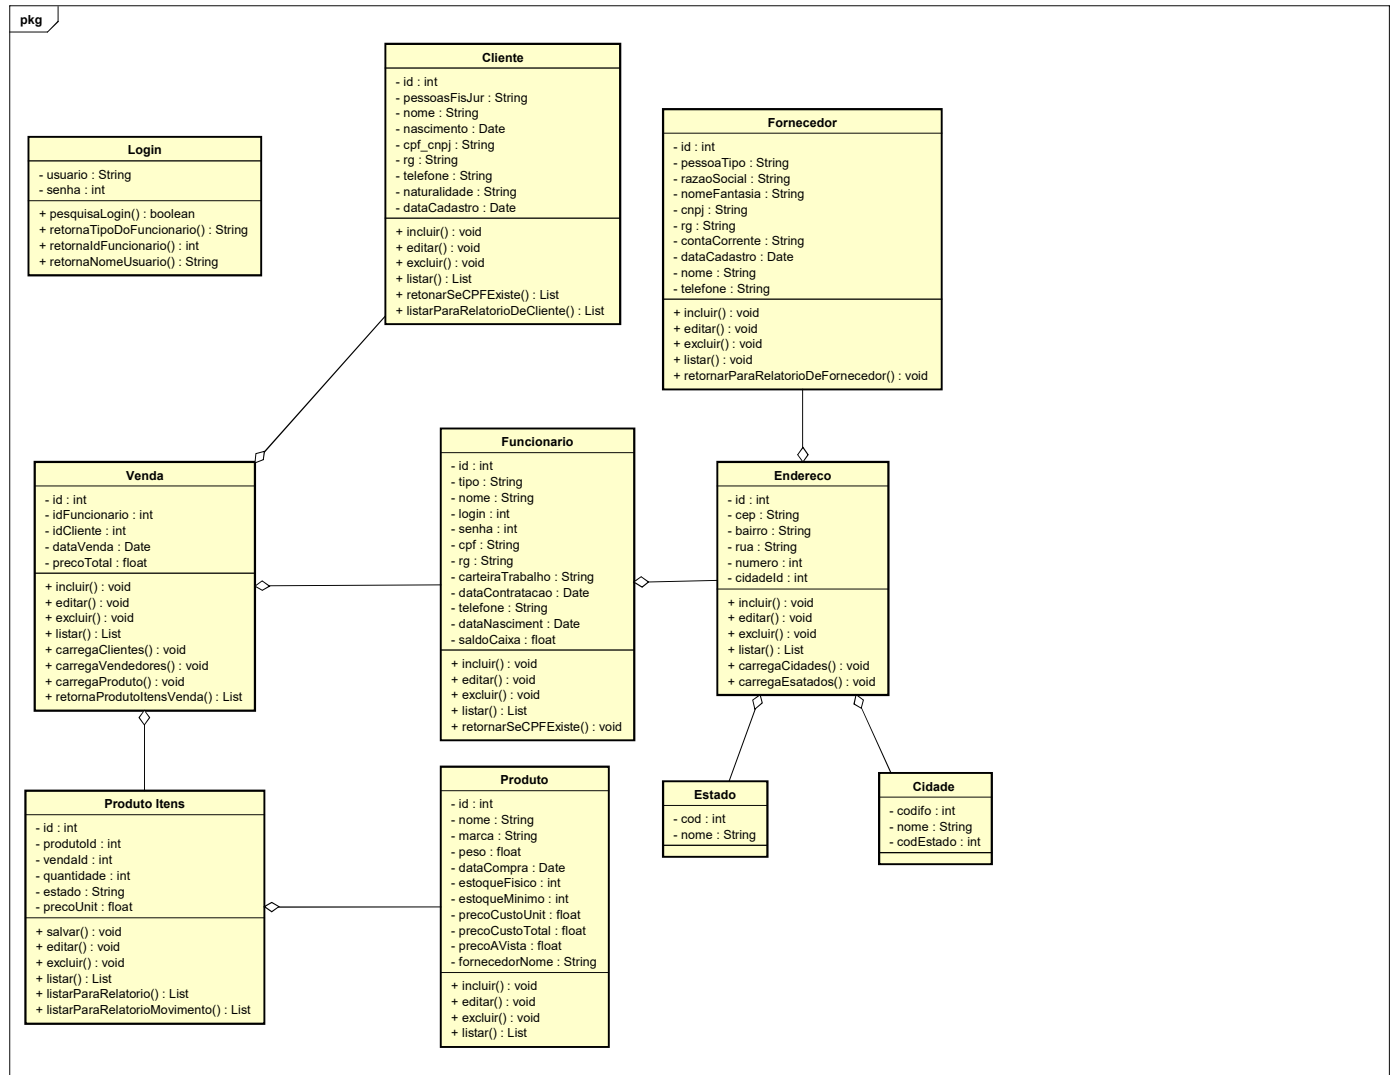 pkg
Cliente
- id : int
- pessoasFisJur : String
- nome : String
- nascimento : Date
- cpf_cnpj : String
- rg : String
- telefone : String
- naturalidade : String
- dataCadastro : Date
+ incluir() : void
+ editar() : void
+ excluir() : void
+ listar() : List
+ retonarSeCPFExiste() : List
+ listarParaRelatorioDeCliente() : List
Fornecedor
- id : int
- pessoaTipo : String
- razaoSocial : String
- nomeFantasia : String
- cnpj : String
- rg : String
- contaCorrente : String
- dataCadastro : Date
- nome : String
- telefone : String
+ incluir() : void
+ editar() : void
+ excluir() : void
+ listar() : void
+ retornarParaRelatorioDeFornecedor() : void
Login
- usuario : String
- senha : int
+ pesquisaLogin() : boolean
+ retornaTipoDoFuncionario() : String
+ retornaIdFuncionario() : int
+ retornaNomeUsuario() : String
Venda
- id : int
- idFuncionario : int
- idCliente : int
- dataVenda : Date
- precoTotal : float
+ incluir() : void
+ editar() : void
+ excluir() : void
+ listar() : List
+ carregaClientes() : void
+ carregaVendedores() : void
+ carregaProduto() : void
+ retornaProdutoItensVenda() : List
Funcionario
- id : int
- tipo : String
- nome : String
- login : int
- senha : int
- cpf : String
- rg : String
- carteiraTrabalho : String
- dataContratacao : Date
- telefone : String
- dataNasciment : Date
- saldoCaixa : float
+ incluir() : void
+ editar() : void
+ excluir() : void
+ listar() : List
+ retornarSeCPFExiste() : void
Endereco
- id : int
- cep : String
- bairro : String
- rua : String
- numero : int
- cidadeId : int
+ incluir() : void
+ editar() : void
+ excluir() : void
+ listar() : List
+ carregaCidades() : void
+ carregaEsatados() : void
Produto Itens
- id : int
- produtoId : int
- vendaId : int
- quantidade : int
- estado : String
- precoUnit : float
+ salvar() : void
+ editar() : void
+ excluir() : void
+ listar() : List
+ listarParaRelatorio() : List
+ listarParaRelatorioMovimento() : List
Produto
- id : int
- nome : String
- marca : String
- peso : float
- dataCompra : Date
- estoqueFisico : int
- estoqueMinimo : int
- precoCustoUnit : float
- precoCustoTotal : float
- precoAVista : float
- fornecedorNome : String
+ incluir() : void
+ editar() : void
+ excluir() : void
+ listar() : List
Estado
- cod : int
- nome : String
Cidade
- codifo : int
- nome : String
- codEstado : int